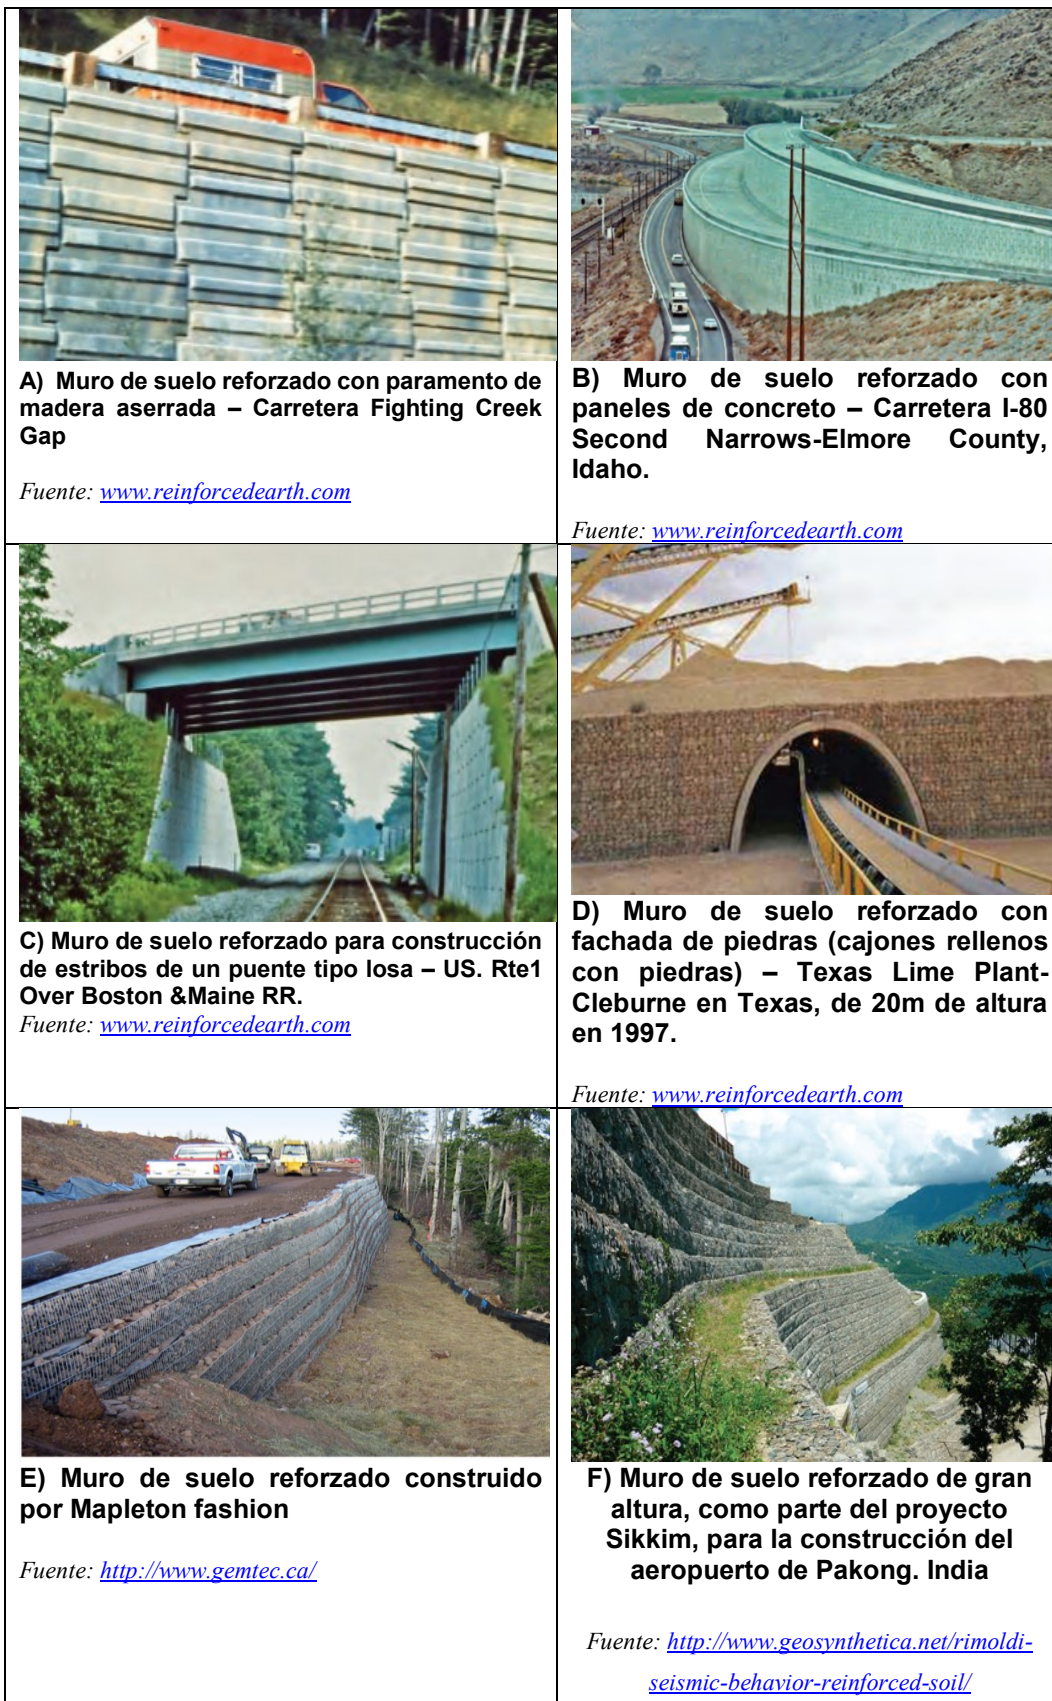 A) Muro de suelo reforzado con paramento de
madera aserrada – Carretera Fighting Creek
Gap
Fuente: www.reinforcedearth.com
B) Muro de suelo reforzado con
paneles de concreto – Carretera I-80
Second Narrows-Elmore County,
Idaho.
Fuente: www.reinforcedearth.com
C) Muro de suelo reforzado para construcción
de estribos de un puente tipo losa – US. Rte1
Over Boston &Maine RR.
Fuente: www.reinforcedearth.com
D) Muro de suelo reforzado con
fachada de piedras (cajones rellenos
con piedras) – Texas Lime Plant-
Cleburne en Texas, de 20m de altura
en 1997.
Fuente: www.reinforcedearth.com
E) Muro de suelo reforzado construido
por Mapleton fashion
Fuente: http://www.gemtec.ca/
F) Muro de suelo reforzado de gran
altura, como parte del proyecto
Sikkim, para la construcción del
aeropuerto de Pakong. India
Fuente: http://www.geosynthetica.net/rimoldi-
seismic-behavior-reinforced-soil/